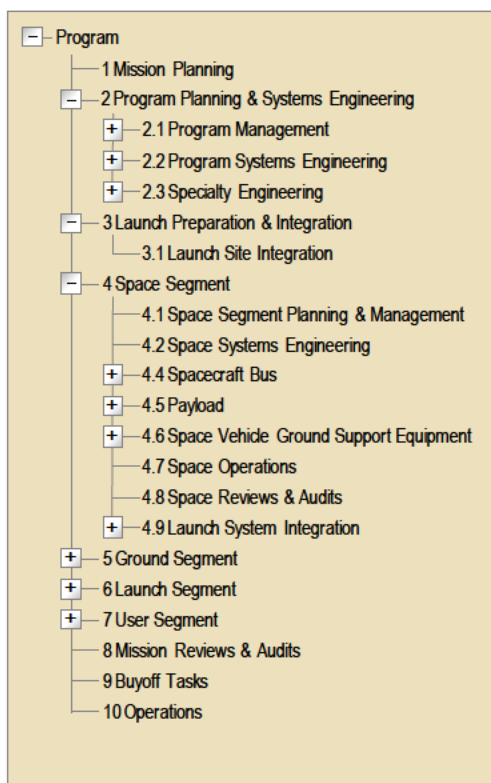 Program
1 Mission Planning
2 Program Planning & Systems Engineering
2.1 Program Management
2.2 Program Systems Engineering
2.3 Specialty Engineering
3 Launch Preparation & Integration
3.1 Launch Site Integration
4 Space Segment
4.1 Space Segment Planning & Management
4.2 Space Systems Engineering
4.4 Spacecraft Bus
4.5 Payload
4.6 Space Vehicle Ground Support Equipment
4.7 Space Operations
4.8 Space Reviews & Audits
4.9 Launch System Integration
5 Ground Segment
6 Launch Segment
7 User Segment
8 Mission Reviews & Audits
9 Buyoff Tasks
10 Operations